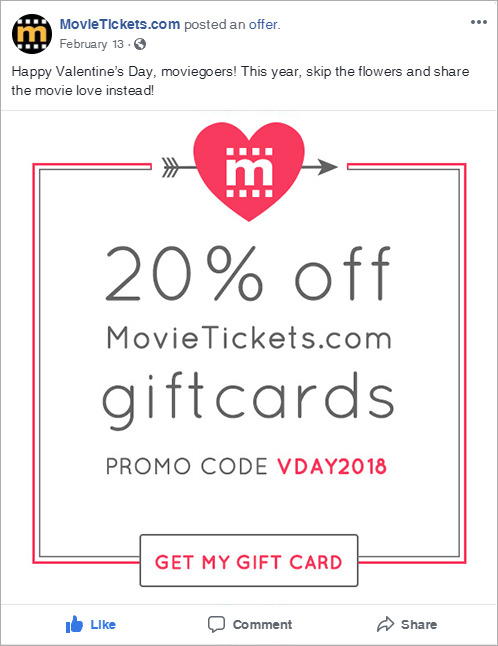 MovieTickets.com posted an offer.
February 13 ·
Happy Valentine’s Day, moviegoers! This year, skip the flowers and share
the movie love instead!
m
20% off
MovieTickets.com
giftcards
PROMO CODE VDAY2018
GET MY GIFT CARD
Like Comment Share